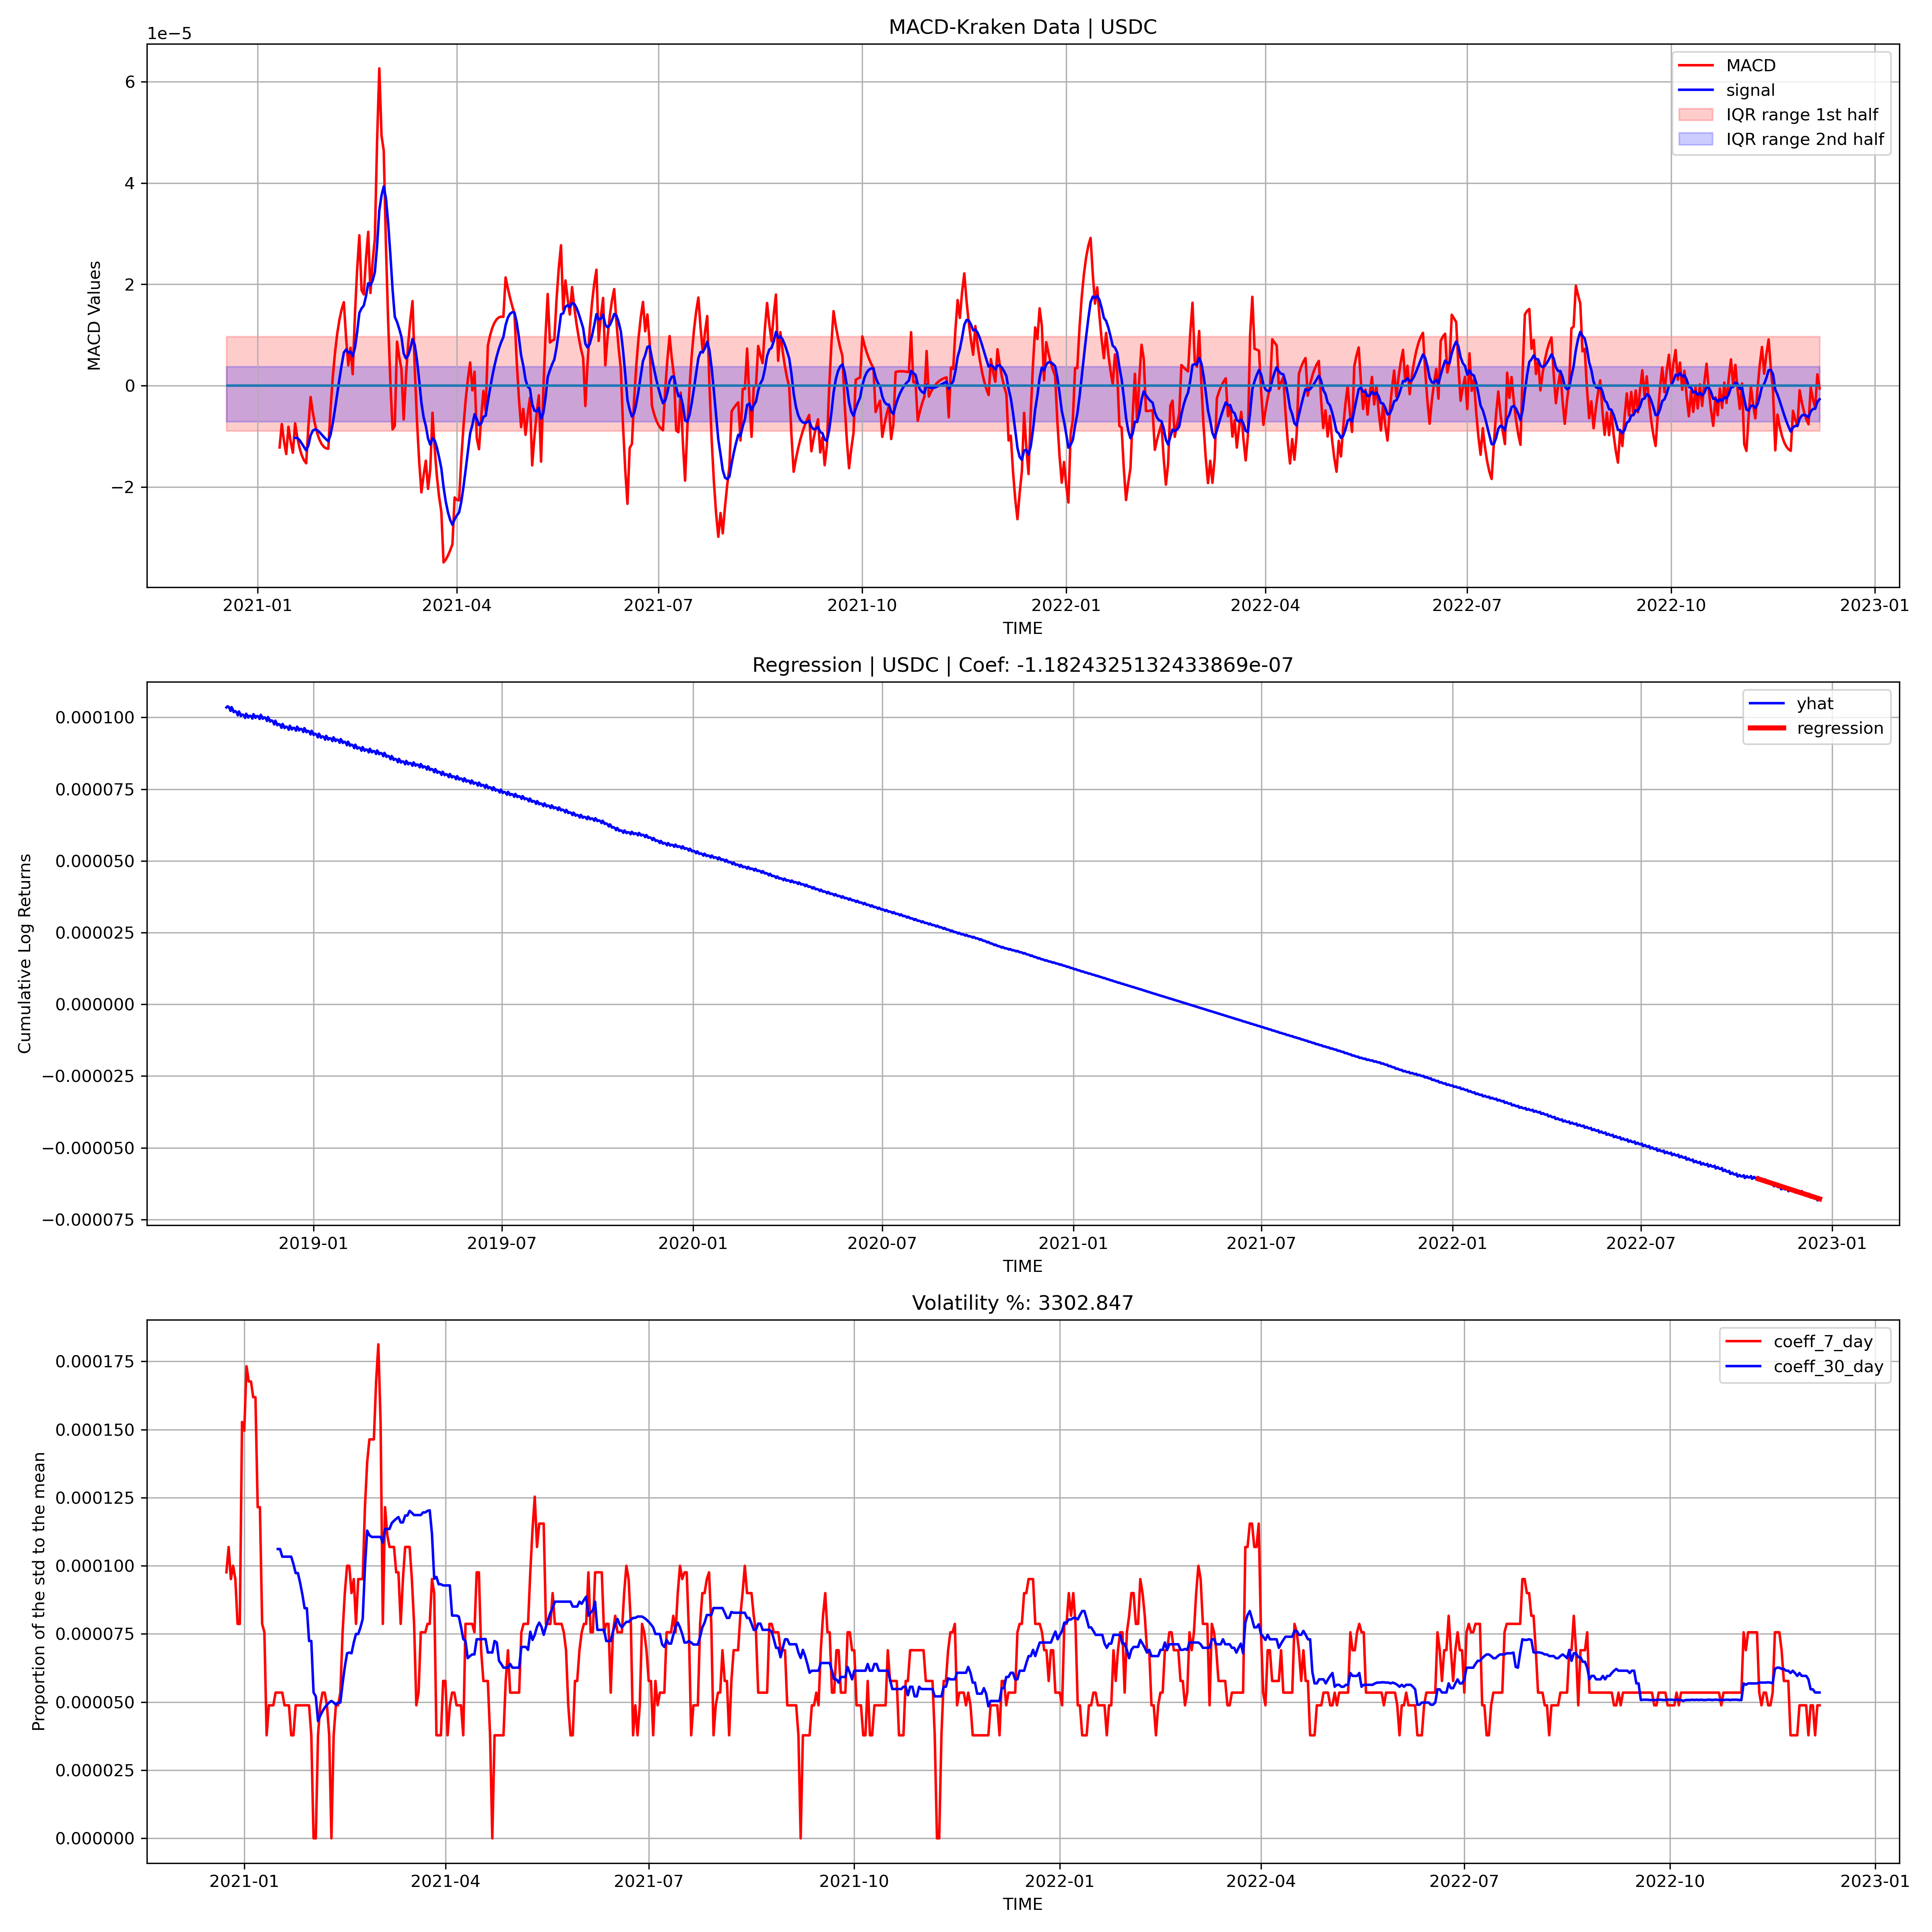 MACD-Kraken Data | USDC
1e−5
MACD
signal
IQR range 1st half
IQR range 2nd half
6
4
2
0
−2
MACD Values
2021-01 2021-04 2021-07 2021-10 2022-01 2022-04 2022-07 2022-10 2023-01
TIME
Regression | USDC | Coef: -1.1824325132433869e-07
yhat
regression
0.000100
0.000075
0.000050
0.000025
0.000000
−0.000025
−0.000050
−0.000075
Cumulative Log Returns
2019-01 2019-07 2020-01 2020-07 2021-01 2021-07 2022-01 2022-07 2023-01
TIME
Volatility %: 3302.847
coeff_7_day
coeff_30_day
0.000175
0.000150
0.000125
0.000100
0.000075
0.000050
0.000025
0.000000
Proportion of the std to the mean
2021-01 2021-04 2021-07 2021-10 2022-01 2022-04 2022-07 2022-10 2023-01
TIME